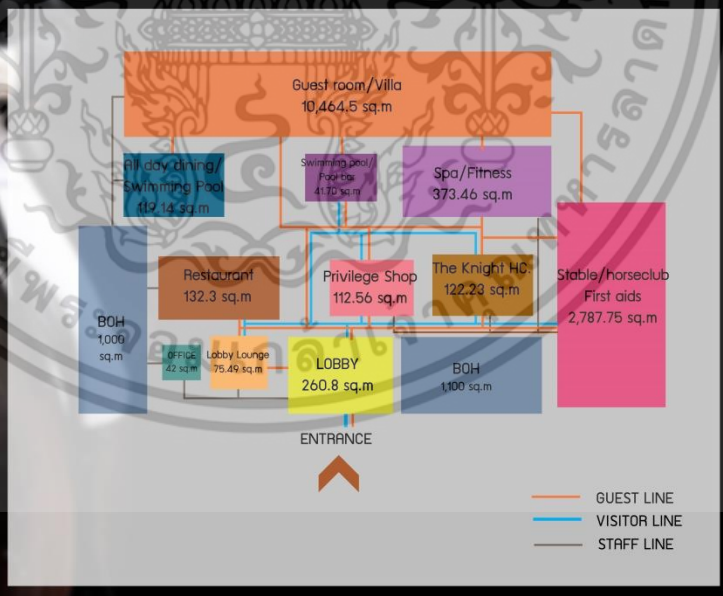 Guest room/Villa
10,464.5 sq.m
All day dining/
Swimming Pool
119.14 sq.m
Swimming pool/
Pool bar
41.70 sq.m
Spa/Fitness
373.46 sq.m
Restaurant
132.3 sq.m
Privilege Shop
112.56 sq.m
The Knight HC.
122.23 sq.m
Stable/horseclub
First aids
2,787.75 sq.m
BOH
1,000
sq.m
OFFICE
42 sq.m
Lobby Lounge
75.49 sq.m
LOBBY
260.8 sq.m
BOH
1,100 sq.m
ENTRANCE
GUEST LINE
VISITOR LINE
STAFF LINE